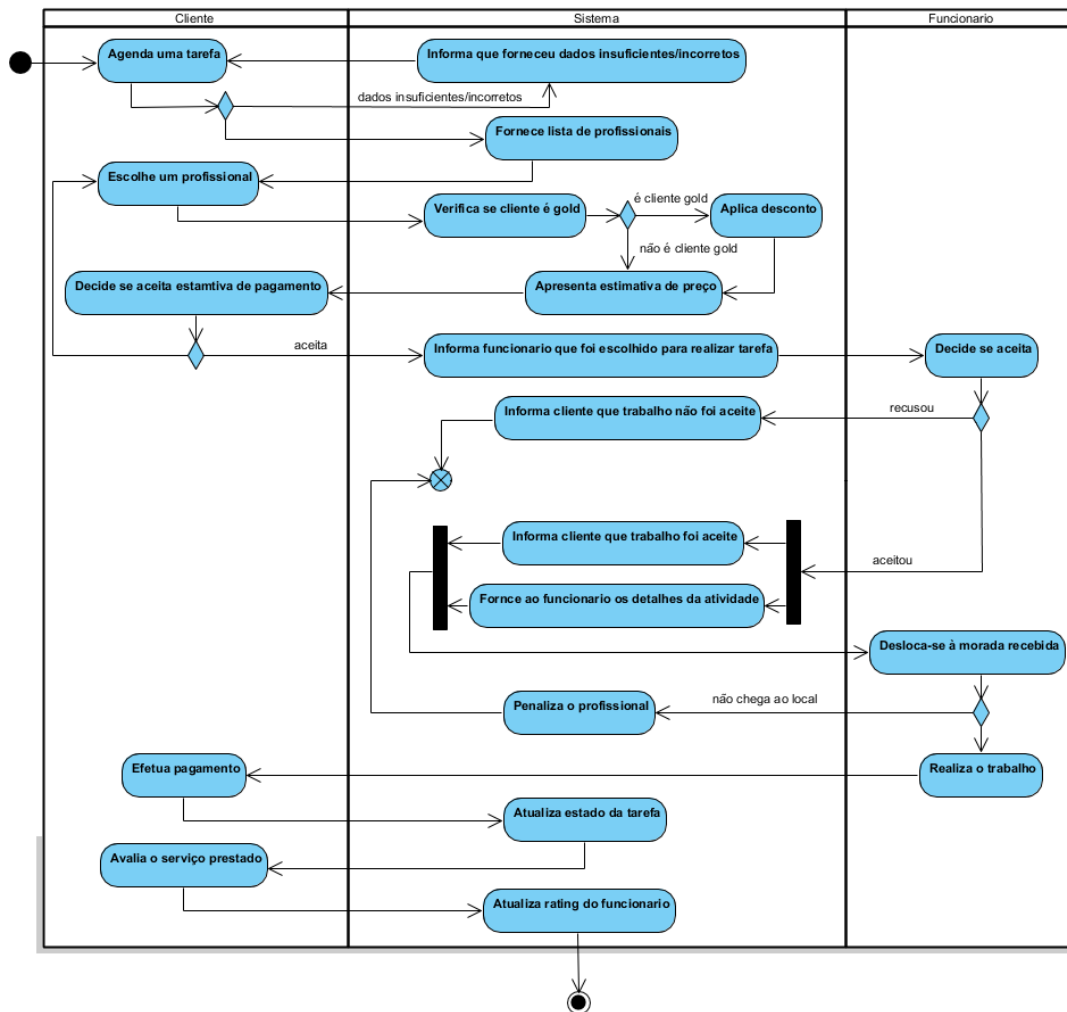 Cliente
Sistema
Funcionario
Agenda uma tarefa
Informa que forneceu dados insuficientes/incorretos
dados insuficientes/incorretos
Fornece lista de profissionais
Escolhe um profissional
Verifica se cliente é gold
é cliente gold
Aplica desconto
não é cliente gold
Decide se aceita estamtiva de pagamento
Apresenta estimativa de preço
aceita
Informa funcionario que foi escolhido para realizar tarefa
Decide se aceita
Informa cliente que trabalho não foi aceite
recusou
Informa cliente que trabalho foi aceite
aceitou
Fornce ao funcionario os detalhes da atividade
Desloca-se à morada recebida
Penaliza o profissional
não chega ao local
Efetua pagamento
Realiza o trabalho
Atualiza estado da tarefa
Avalia o serviço prestado
Atualiza rating do funcionario